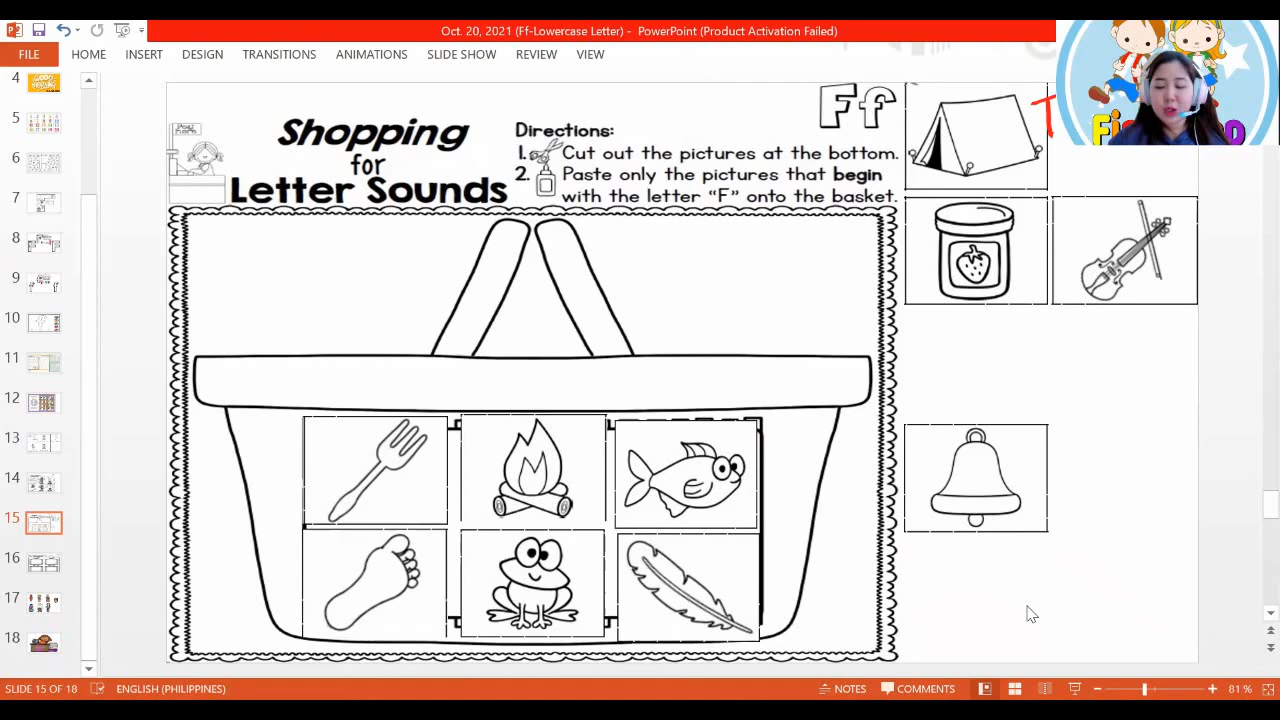 Oct. 20, 2021 (Ff-Lowercase Letter) - PowerPoint (Product Activation Failed)
FILE HOME INSERT DESIGN TRANSITIONS ANIMATIONS SLIDE SHOW REVIEW VIEW
4
5
6
7
8
9
10
11
12
13
14
15
16
17
18
Shopping
for
Letter Sounds
Directions:
1. Cut out the pictures at the bottom.
2. Paste only the pictures that begin
with the letter "F" onto the basket.
Ff
T
SLIDE 15 OF 18 ENGLISH (PHILIPPINES) NOTES COMMENTS 81 %